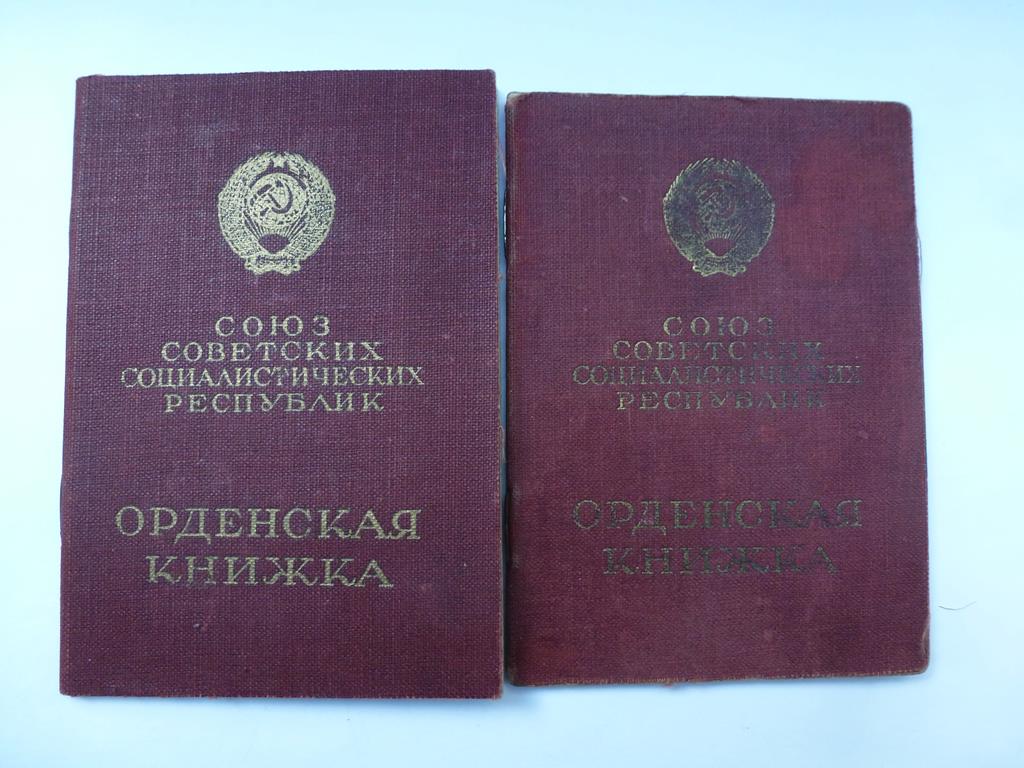 СОЮЗ
СОВЕТСКИХ
СОЦИАЛИСТИЧЕСКИХ
РЕСПУБЛИК
ОРДЕНСКАЯ
КНИЖКА
СОЮЗ
СОВЕТСКИХ
СОЦИАЛИСТИЧЕСКИХ
РЕСПУБЛИК
ОРДЕНСКАЯ
КНИЖКА